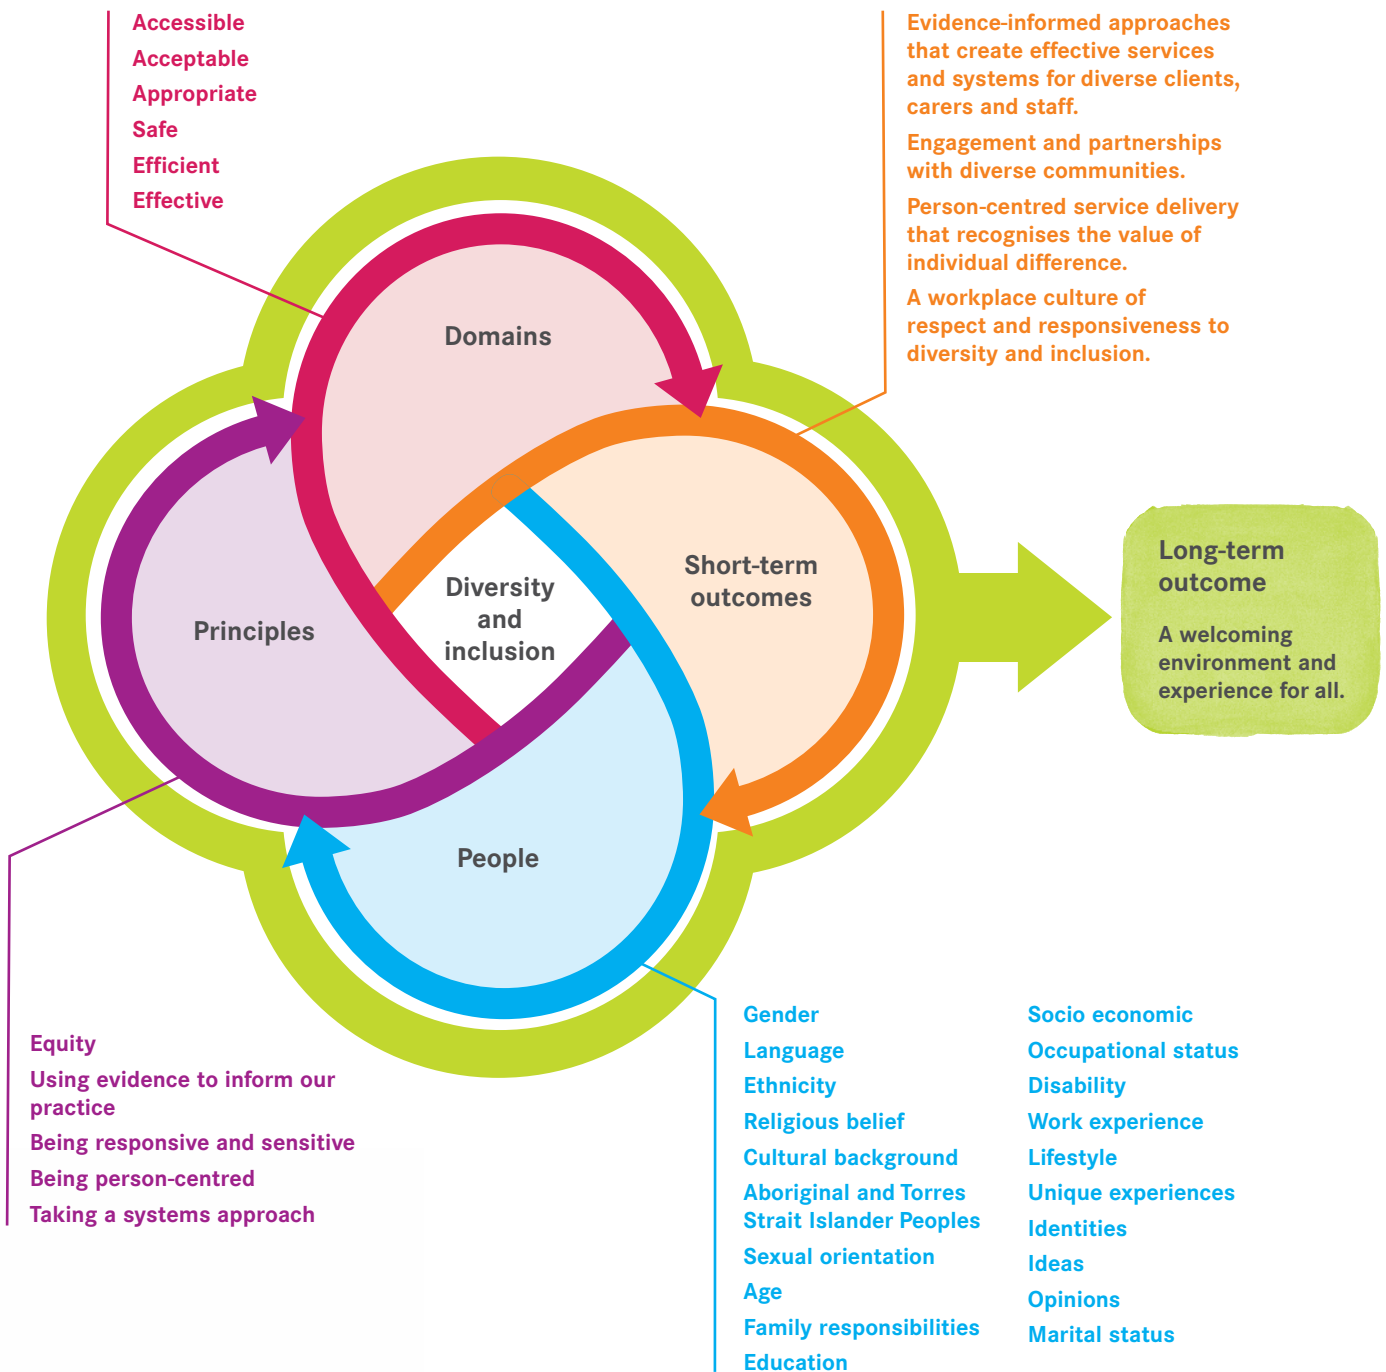 Accessible
Acceptable
Appropriate
Safe
Efficient
Effective
Evidence-informed approaches
that create effective services
and systems for diverse clients,
carers and staff.
Engagement and partnerships
with diverse communities.
Person-centred service delivery
that recognises the value of
individual difference.
A workplace culture of
respect and responsiveness to
diversity and inclusion.
Domains
Short-term
outcomes
Diversity
and
inclusion
Principles
People
Long-term
outcome
A welcoming
environment and
experience for all.
Equity
Using evidence to inform our
practice
Being responsive and sensitive
Being person-centred
Taking a systems approach
Gender
Language
Ethnicity
Religious belief
Cultural background
Aboriginal and Torres
Strait Islander Peoples
Sexual orientation
Age
Family responsibilities
Education
Socio economic
Occupational status
Disability
Work experience
Lifestyle
Unique experiences
Identities
Ideas
Opinions
Marital status